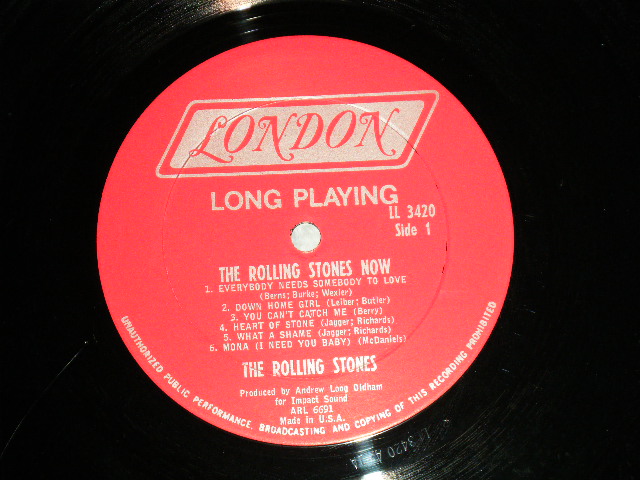 LONDON
LONG PLAYING
LL 3420
Side 1
THE ROLLING STONES NOW
1. EVERYBODY NEEDS SOMEBODY TO LOVE
(Berns; Burke; Wexler)
2. DOWN HOME GIRL (Leiber; Butler)
3. YOU CAN'T CATCH ME (Berry)
4. HEART OF STONE (Jagger; Richards)
5. WHAT A SHAME (Jagger; Richards)
6. MONA (I NEED YOU BABY) (McDaniels)
THE ROLLING STONES
Produced by Andrew Long Oldham
for Impact Sound
ARL 6691
Made in U.S.A.
UNAUTHORIZED PUBLIC PERFORMANCE, BROADCASTING AND COPYING OF THIS RECORDING PROHIBITED